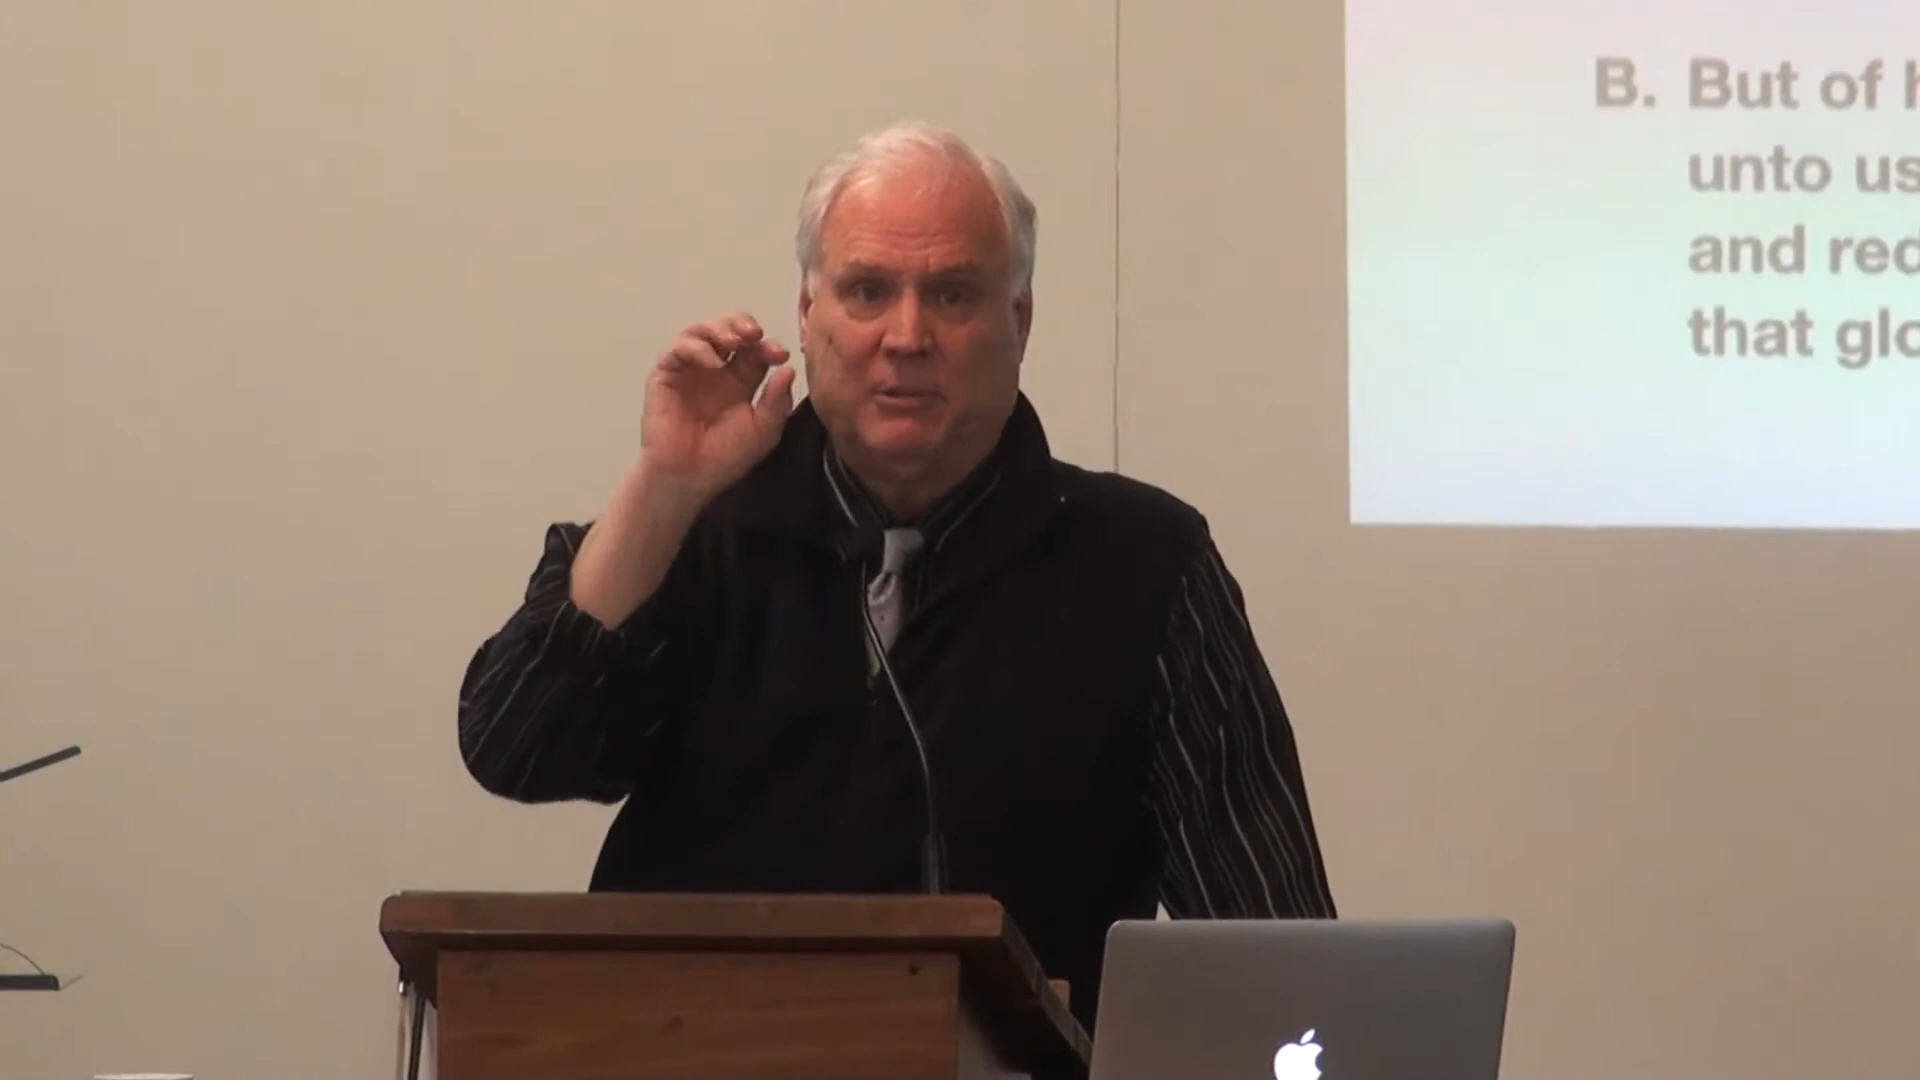 B. But of
unto us
and red
that glo